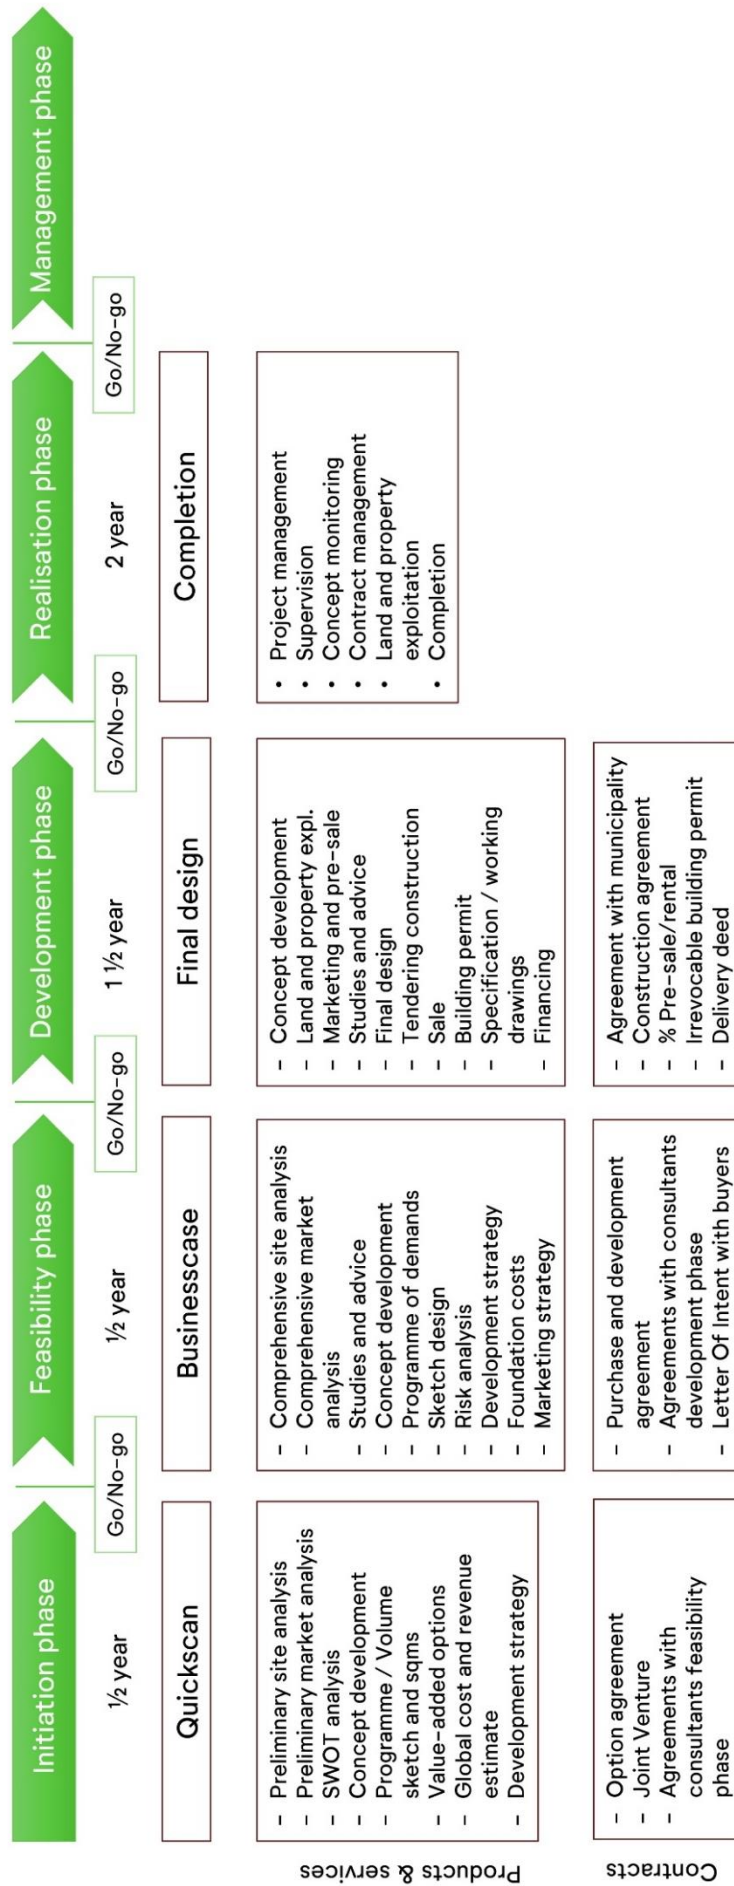 Initiation phase
Feasibility phase
Development phase
Realisation phase
Management phase
½ year
Go/No-go
½ year
Go/No-go
1 ½ year
Go/No-go
2 year
Go/No-go
Quickscan
Businesscase
Final design
Completion
Products & services
– Preliminary site analysis
– Preliminary market analysis
– SWOT analysis
– Concept development
– Programme / Volume
sketch and sqms
– Value-added options
– Global cost and revenue
estimate
– Development strategy
– Comprehensive site analysis
– Comprehensive market
analysis
– Studies and advice
– Concept development
– Programme of demands
– Sketch design
– Risk analysis
– Development strategy
– Foundation costs
– Marketing strategy
– Concept development
– Land and property expl.
– Marketing and pre-sale
– Studies and advice
– Final design
– Tendering construction
– Sale
– Building permit
– Specification / working
drawings
– Financing
• Project management
• Supervision
• Concept monitoring
• Contract management
• Land and property
exploitation
• Completion
Contracts
– Option agreement
– Joint Venture
– Agreements with
consultants feasibility
phase
– Purchase and development
agreement
– Agreements with consultants
development phase
– Letter Of Intent with buyers
– Agreement with municipality
– Construction agreement
– % Pre-sale/rental
– Irrevocable building permit
– Delivery deed